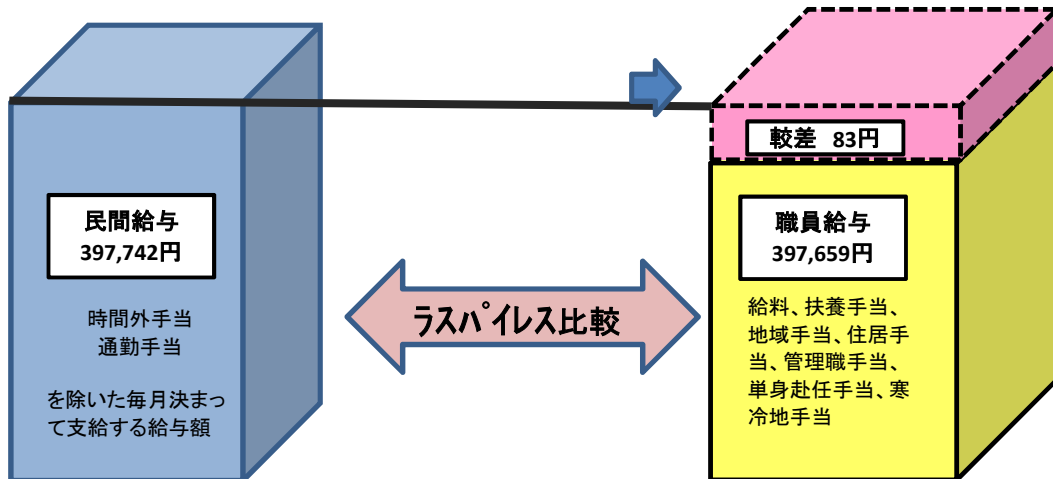 民間給与
397,742円
時間外手当
通勤手当
を除いた毎月決まっ
て支給する給与額
ラスパイレス比較
較差 83円
職員給与
397,659円
給料、扶養手当、
地域手当、住居手
当、管理職手当、
単身赴任手当、寒
冷地手当